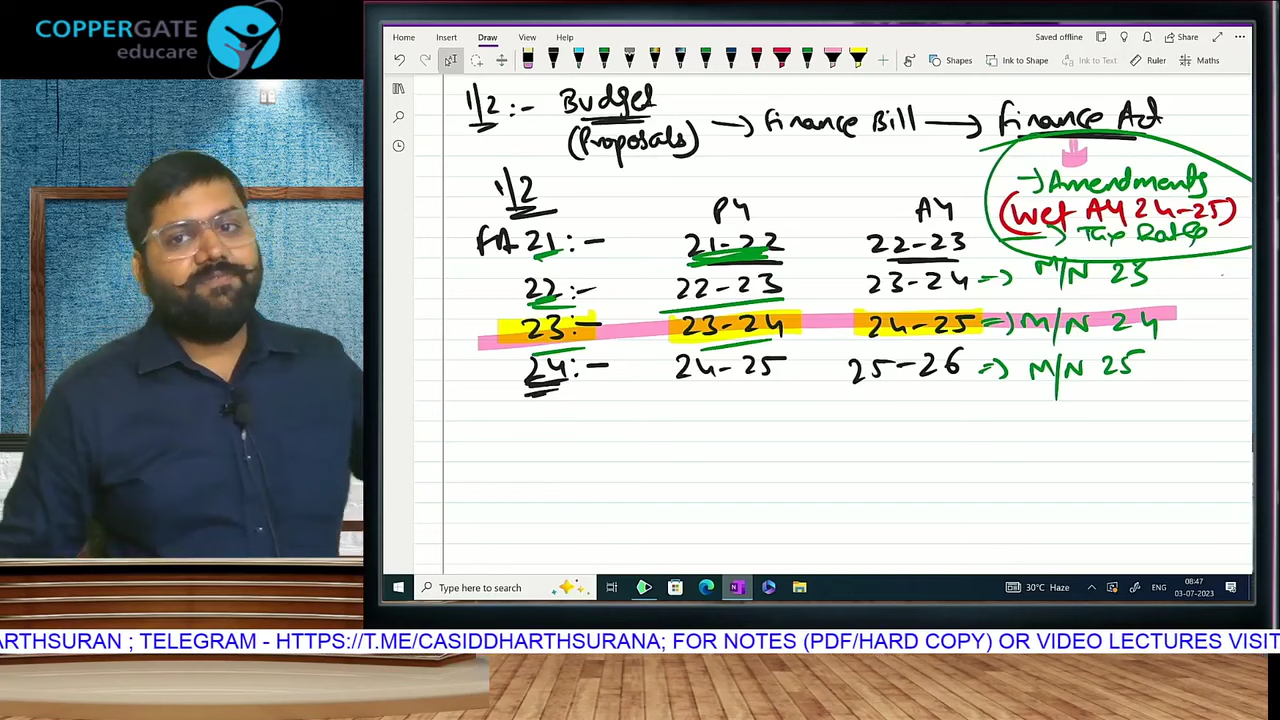 COPPERGATE
educare
Home Insert Draw View Help
Saved offline
Share
Shapes
Ink to Shape
Ink to Text
Ruler
Maths
1/2 :- Budget (Proposals) → Finance Bill → Finance Act
→ Amendments
(wef AY 24-25)
→ Tax Rates
1/2
PY AY
FA 21 :- 21-22 22-23
22 :- 22-23 23-24 => M/N 23
23 :- 23-24 24-25 => M/N 24
24 :- 24-25 25-26 => M/N 25
Type here to search
30°C Haze
ENG
08:47
03-07-2023
ARTHSURAN ; TELEGRAM - HTTPS://T.ME/CASIDDHARTHSURANA; FOR NOTES (PDF/HARD COPY) OR VIDEO LECTURES VISIT